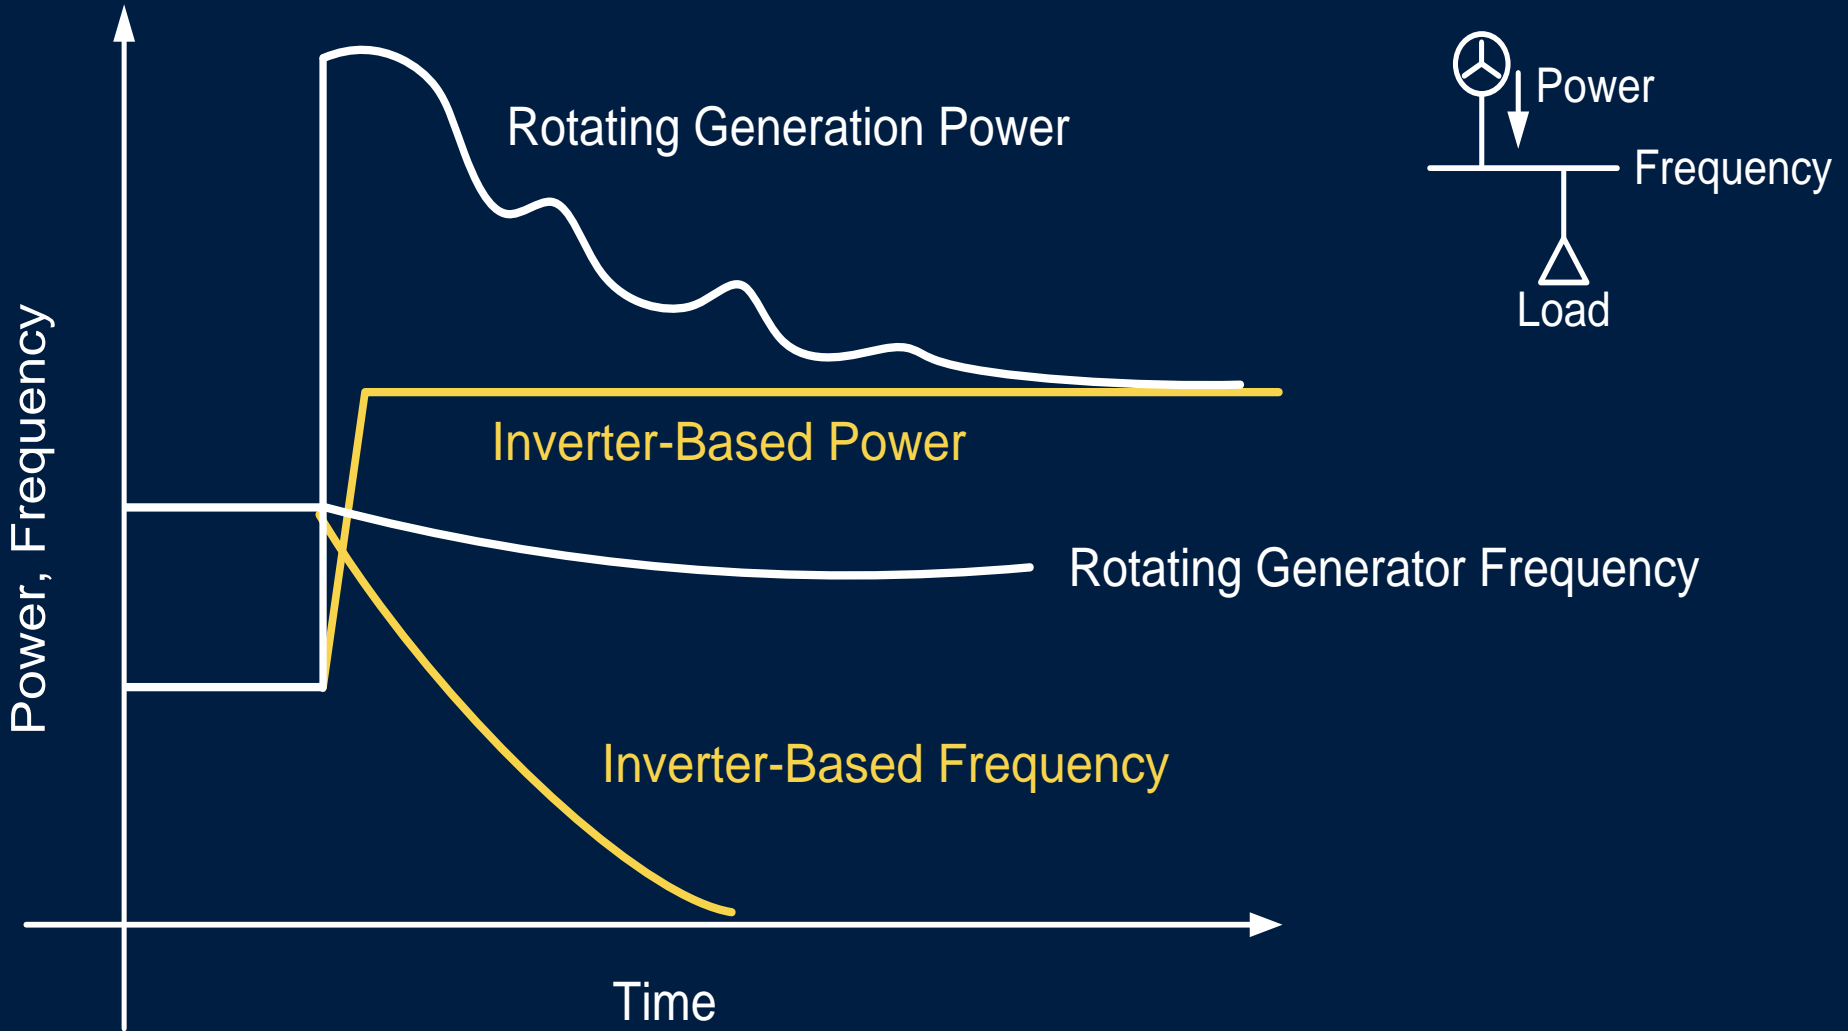 Power, Frequency
Rotating Generation Power
Inverter-Based Power
Rotating Generator Frequency
Inverter-Based Frequency
Time
Power
Frequency
Load